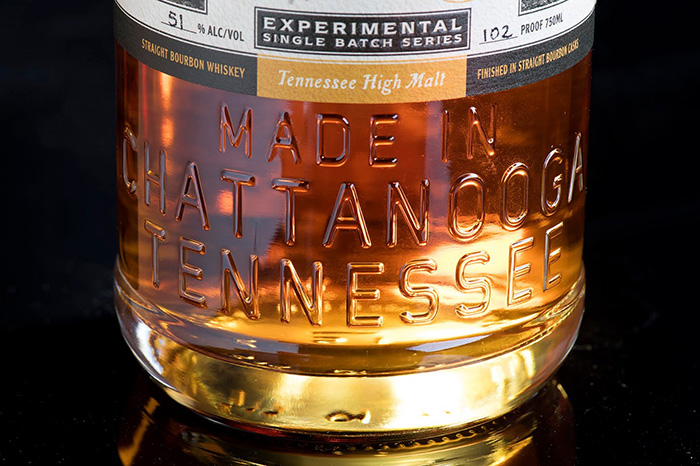 51 % ALC/VOL
EXPERIMENTAL
SINGLE BATCH SERIES
102 PROOF 750ML
STRAIGHT BOURBON WHISKEY
Tennessee High Malt
FINISHED IN STRAIGHT BOURBON CASKS
MADE IN
CHATTANOOGA
TENNESSEE